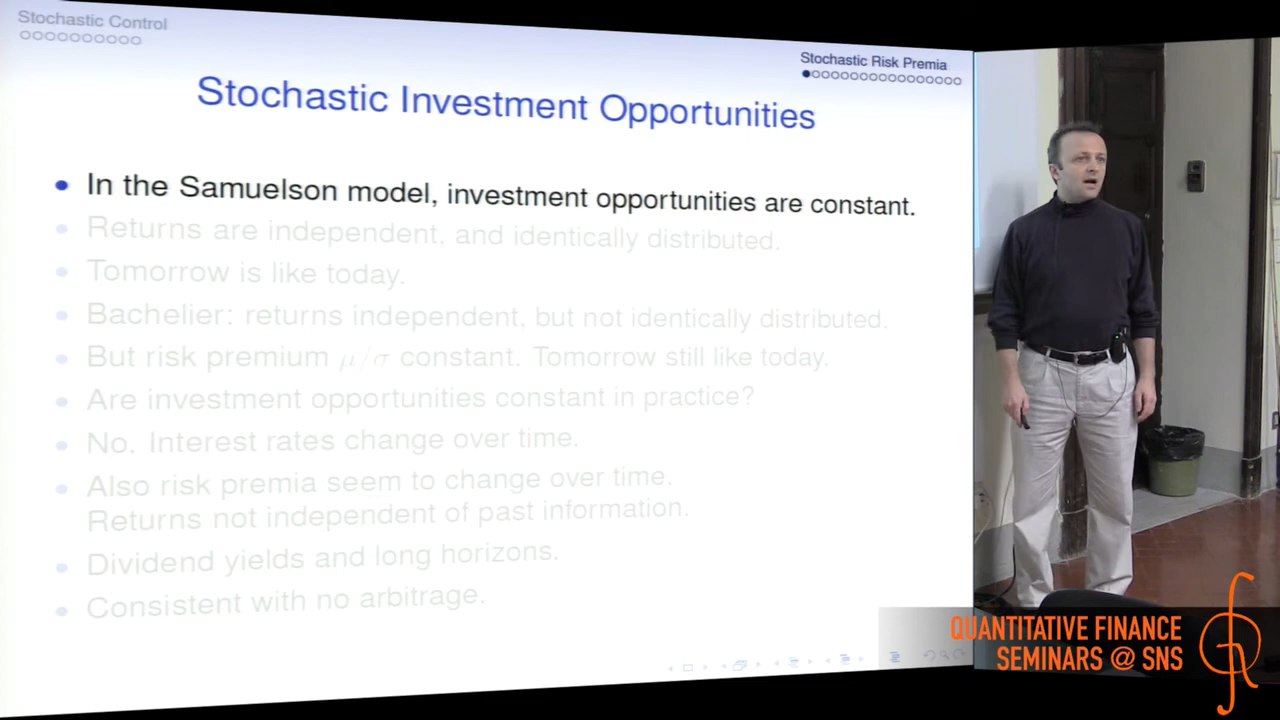 Stochastic Control
Stochastic Risk Premia
Stochastic Investment Opportunities
In the Samuelson model, investment opportunities are constant.
Returns are independent, and identically distributed.
Tomorrow is like today.
Bachelier: returns independent, but not identically distributed.
But risk premium μ/σ constant. Tomorrow still like today.
Are investment opportunities constant in practice?
No. Interest rates change over time.
Also risk premia seem to change over time.
Returns not independent of past information.
Dividend yields and long horizons.
Consistent with no arbitrage.
QUANTITATIVE FINANCE
SEMINARS @ SNS